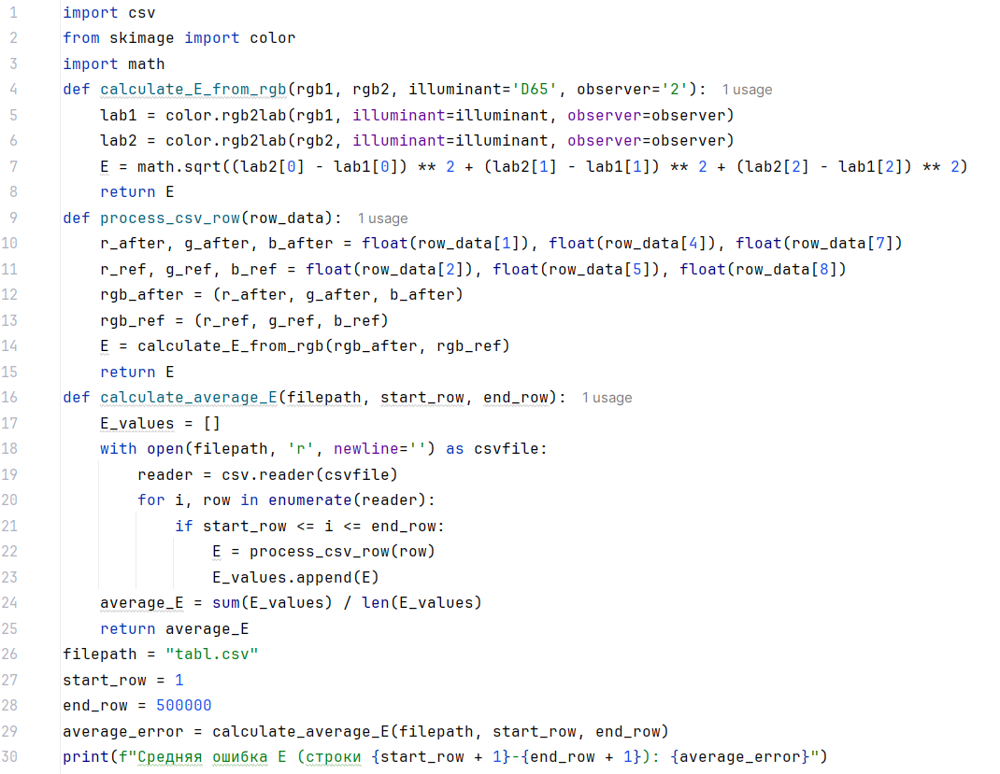 1 import csv
2 from skimage import color
3 import math
4 def calculate_E_from_rgb(rgb1, rgb2, illuminant='D65', observer='2'): 1 usage
5     lab1 = color.rgb2lab(rgb1, illuminant=illuminant, observer=observer)
6     lab2 = color.rgb2lab(rgb2, illuminant=illuminant, observer=observer)
7     E = math.sqrt((lab2[0] - lab1[0]) ** 2 + (lab2[1] - lab1[1]) ** 2 + (lab2[2] - lab1[2]) ** 2)
8     return E
9 def process_csv_row(row_data): 1 usage
10     r_after, g_after, b_after = float(row_data[1]), float(row_data[4]), float(row_data[7])
11     r_ref, g_ref, b_ref = float(row_data[2]), float(row_data[5]), float(row_data[8])
12     rgb_after = (r_after, g_after, b_after)
13     rgb_ref = (r_ref, g_ref, b_ref)
14     E = calculate_E_from_rgb(rgb_after, rgb_ref)
15     return E
16 def calculate_average_E(filepath, start_row, end_row): 1 usage
17     E_values = []
18     with open(filepath, 'r', newline='') as csvfile:
19         reader = csv.reader(csvfile)
20         for i, row in enumerate(reader):
21             if start_row <= i <= end_row:
22                 E = process_csv_row(row)
23                 E_values.append(E)
24     average_E = sum(E_values) / len(E_values)
25     return average_E
26 filepath = "tabl.csv"
27 start_row = 1
28 end_row = 500000
29 average_error = calculate_average_E(filepath, start_row, end_row)
30 print(f"Средняя ошибка E (строки {start_row + 1}-{end_row + 1}): {average_error}")